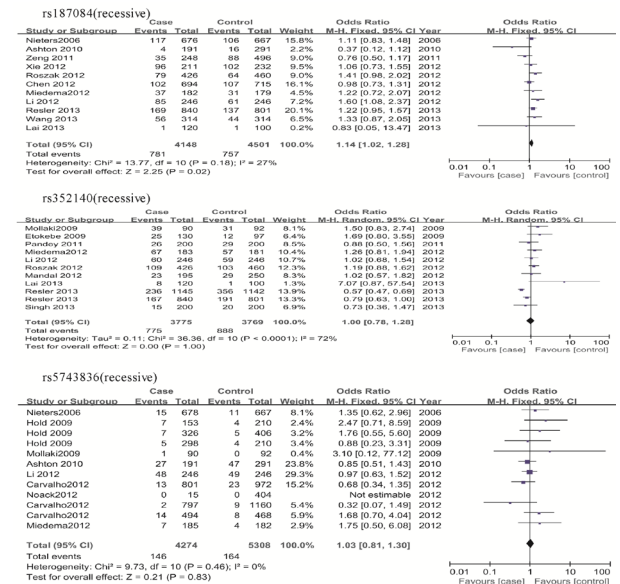 rs187084(recessive)
Case Control Odds Ratio Odds Ratio
Study or Subgroup Events Total Events Total Weight M-H. Fixed. 95% CI Year M-H. Fixed. 95% CI
Nieters2006 117 676 106 667 15.8% 1.11 [0.83, 1.48] 2006
Ashton 2010 4 191 16 291 2.2% 0.37 [0.12, 1.12] 2010
Zeng 2011 35 248 88 496 9.1% 0.76 [0.50, 1.17] 2011
Xie 2012 96 211 102 232 9.4% 1.06 [0.73, 1.55] 2012
Roszak 2012 79 426 64 460 9.0% 1.41 [0.98, 2.02] 2012
Chen 2012 102 694 107 715 15.9% 0.98 [0.73, 1.31] 2012
Miedema2012 37 182 31 179 4.4% 1.22 [0.72, 2.07] 2012
Li 2012 85 246 61 246 7.1% 1.60 [1.08, 2.37] 2012
Resler 2013 169 840 137 801 20.0% 1.22 [0.95, 1.57] 2013
Wang 2013 56 314 44 314 6.4% 1.33 [0.87, 2.05] 2013
Lai 2013 1 120 1 100 0.8% 0.83 [0.05, 13.47] 2013
Total (95% CI) 4148 4501 100.0% 1.14 [1.02, 1.28]
Total events 781 757
Heterogeneity: Chi² = 13.77, df = 10 (P = 0.18); I² = 27%
Test for overall effect: Z = 2.25 (P = 0.02)
0.01 0.1 1 10 100
Favours [case] Favours [control]
rs352140(recessive)
Case Control Odds Ratio Odds Ratio
Study or Subgroup Events Total Events Total Weight M-H. Random. 95% CI Year M-H. Random. 95% CI
Mollaki2009 39 90 31 92 9.1% 1.50 [0.83, 2.74] 2009
Etokebe 2009 25 130 12 97 7.4% 1.69 [0.80, 3.55] 2009
Pandey 2011 26 200 29 200 9.4% 0.88 [0.50, 1.56] 2011
Miedema2012 67 183 57 181 11.4% 1.26 [0.81, 1.94] 2012
Li 2012 60 246 59 246 11.7% 1.02 [0.68, 1.54] 2012
Roszak 2012 109 426 103 460 13.2% 1.19 [0.88, 1.62] 2012
Mandal 2012 23 195 29 250 9.2% 1.02 [0.57, 1.82] 2012
Lai 2013 8 120 1 100 1.4% 7.07 [0.87, 57.54] 2013
Resler 2013 236 1145 356 1142 14.8% 0.57 [0.47, 0.69] 2013
Resler 2013 167 840 191 801 14.3% 0.79 [0.63, 1.00] 2013
Singh 2013 15 200 20 200 8.0% 0.73 [0.36, 1.47] 2013
Total (95% CI) 3775 3769 100.0% 1.00 [0.78, 1.28]
Total events 775 888
Heterogeneity: Tau² = 0.11; Chi² = 36.36, df = 10 (P < 0.0001); I² = 72%
Test for overall effect: Z = 0.00 (P = 1.00)
0.01 0.1 1 10 100
Favours [case] Favours [control]
rs5743836(recessive)
Case Control Odds Ratio Odds Ratio
Study or Subgroup Events Total Events Total Weight M-H. Fixed. 95% CI Year M-H. Fixed. 95% CI
Nieters2006 15 678 11 667 8.1% 1.35 [0.62, 2.96] 2006
Hold 2009 7 153 4 210 2.4% 2.47 [0.71, 8.59] 2009
Hold 2009 7 326 5 406 3.2% 1.76 [0.55, 5.60] 2009
Hold 2009 5 298 4 210 3.4% 0.88 [0.23, 3.31] 2009
Mollaki2009 1 90 0 92 0.4% 3.10 [0.12, 77.12] 2009
Ashton 2010 27 191 47 291 23.8% 0.85 [0.51, 1.43] 2010
Li 2012 48 246 49 246 29.3% 0.97 [0.63, 1.52] 2012
Carvalho2012 13 801 23 972 15.2% 0.68 [0.34, 1.35] 2012
Noack2012 0 15 0 404 Not estimable 2012
Carvalho2012 2 797 9 1160 5.4% 0.32 [0.07, 1.49] 2012
Carvalho2012 14 494 8 468 5.9% 1.68 [0.70, 4.04] 2012
Miedema2012 7 185 4 182 2.9% 1.75 [0.50, 6.08] 2012
Total (95% CI) 4274 5308 100.0% 1.03 [0.81, 1.30]
Total events 146 164
Heterogeneity: Chi² = 9.73, df = 10 (P = 0.46); I² = 0%
Test for overall effect: Z = 0.21 (P = 0.83)
0.01 0.1 1 10 100
Favours [case] Favours [control]